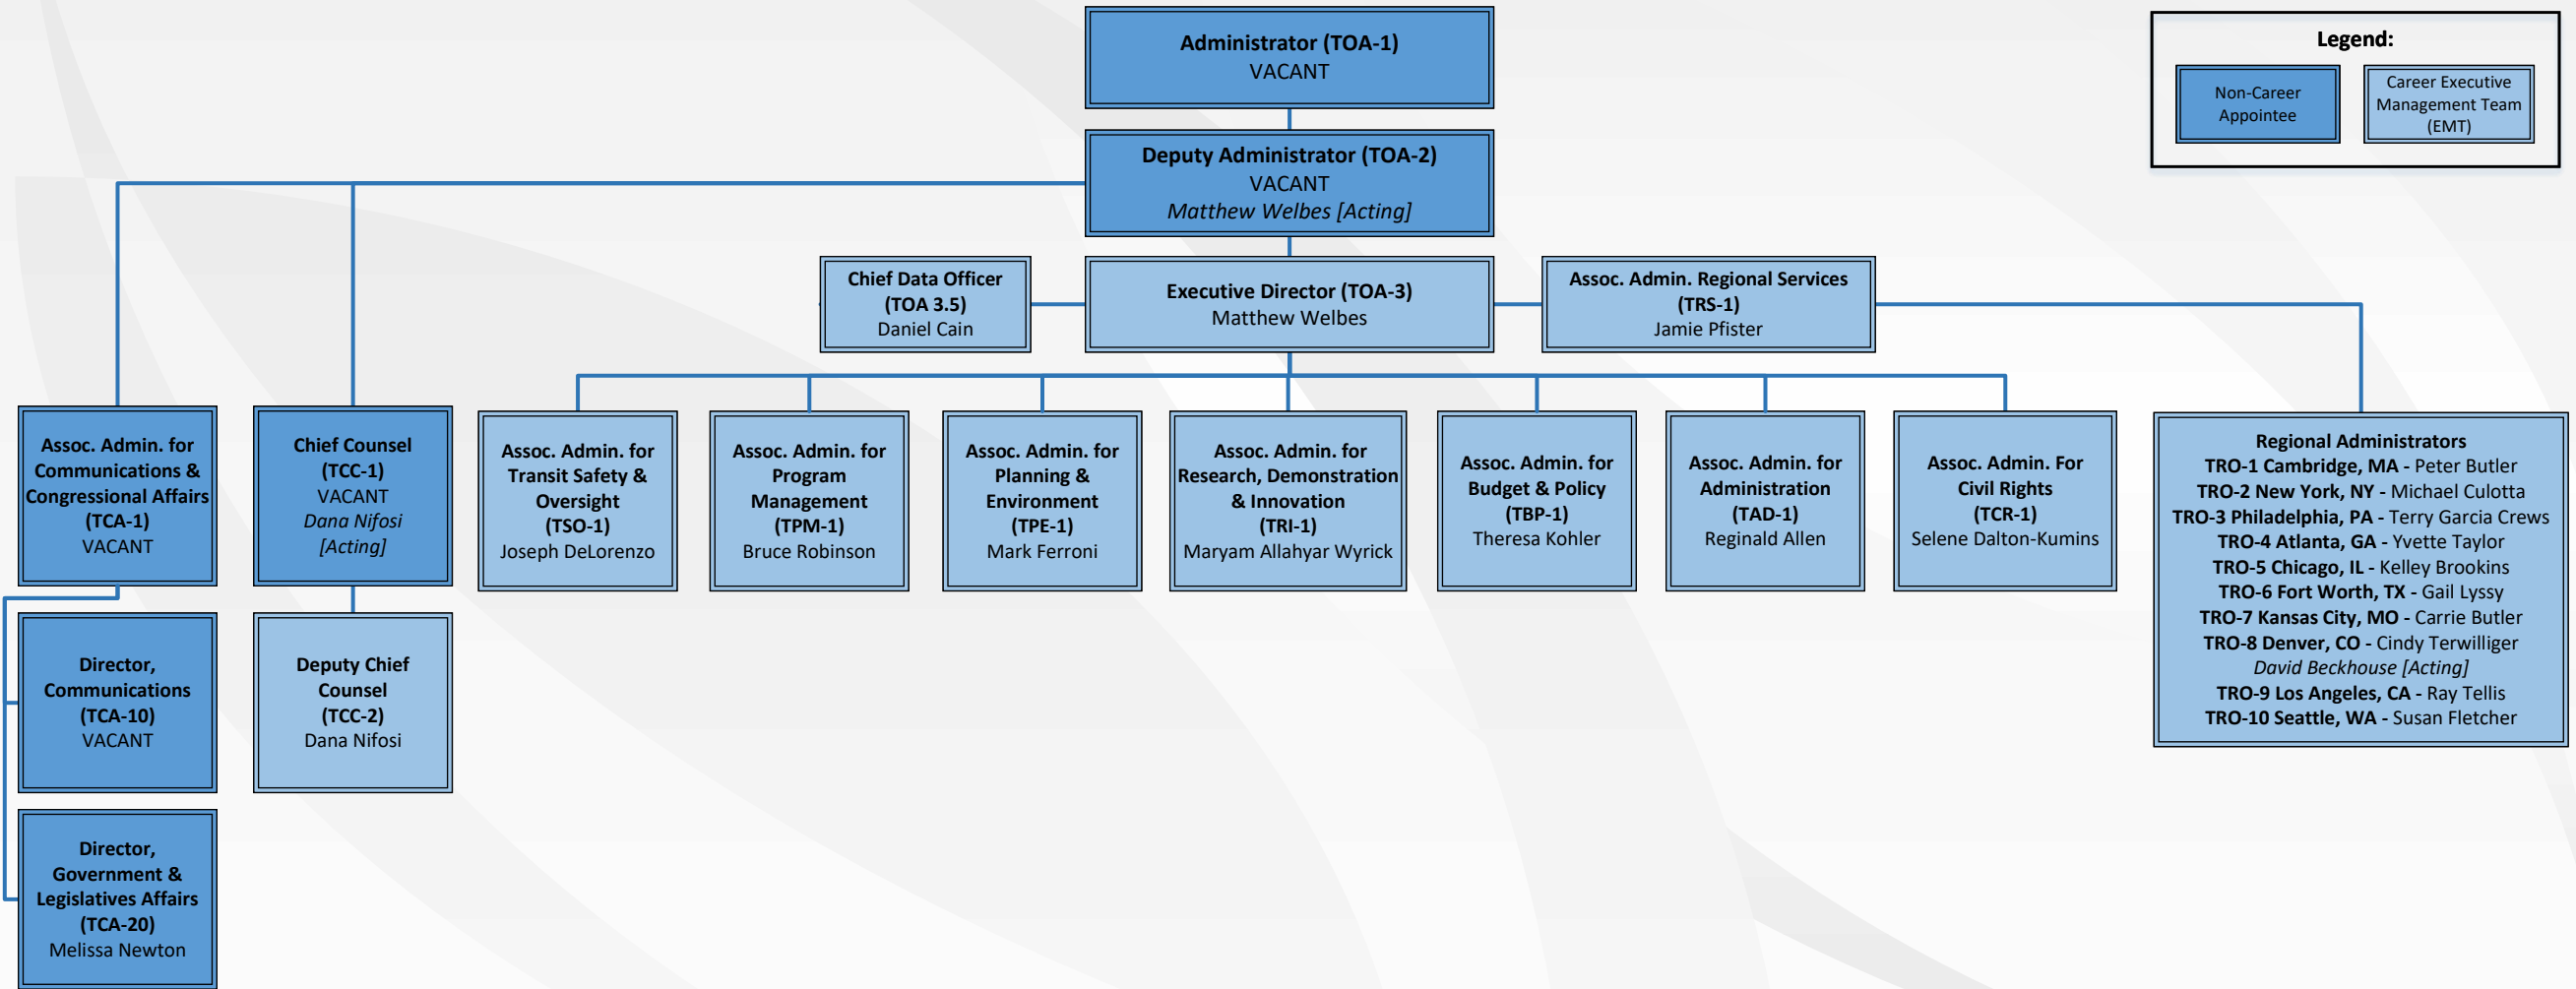 Administrator (TOA-1)
VACANT
Legend:
Non-Career
Appointee
Career Executive
Management Team
(EMT)
Deputy Administrator (TOA-2)
VACANT
Matthew Welbes [Acting]
Chief Data Officer
(TOA 3.5)
Daniel Cain
Executive Director (TOA-3)
Matthew Welbes
Assoc. Admin. Regional Services
(TRS-1)
Jamie Pfister
Assoc. Admin. for
Communications &
Congressional Affairs
(TCA-1)
VACANT
Chief Counsel
(TCC-1)
VACANT
Dana Nifosi
[Acting]
Assoc. Admin. for
Transit Safety &
Oversight
(TSO-1)
Joseph DeLorenzo
Assoc. Admin. for
Program
Management
(TPM-1)
Bruce Robinson
Assoc. Admin. for
Planning &
Environment
(TPE-1)
Mark Ferroni
Assoc. Admin. for
Research, Demonstration
& Innovation
(TRI-1)
Maryam Allahyar Wyrick
Assoc. Admin. for
Budget & Policy
(TBP-1)
Theresa Kohler
Assoc. Admin. for
Administration
(TAD-1)
Reginald Allen
Assoc. Admin. For
Civil Rights
(TCR-1)
Selene Dalton-Kumins
Regional Administrators
TRO-1 Cambridge, MA - Peter Butler
TRO-2 New York, NY - Michael Culotta
TRO-3 Philadelphia, PA - Terry Garcia Crews
TRO-4 Atlanta, GA - Yvette Taylor
TRO-5 Chicago, IL - Kelley Brookins
TRO-6 Fort Worth, TX - Gail Lyssy
TRO-7 Kansas City, MO - Carrie Butler
TRO-8 Denver, CO - Cindy Terwilliger
David Beckhouse [Acting]
TRO-9 Los Angeles, CA - Ray Tellis
TRO-10 Seattle, WA - Susan Fletcher
Director,
Communications
(TCA-10)
VACANT
Deputy Chief
Counsel
(TCC-2)
Dana Nifosi
Director,
Government &
Legislatives Affairs
(TCA-20)
Melissa Newton